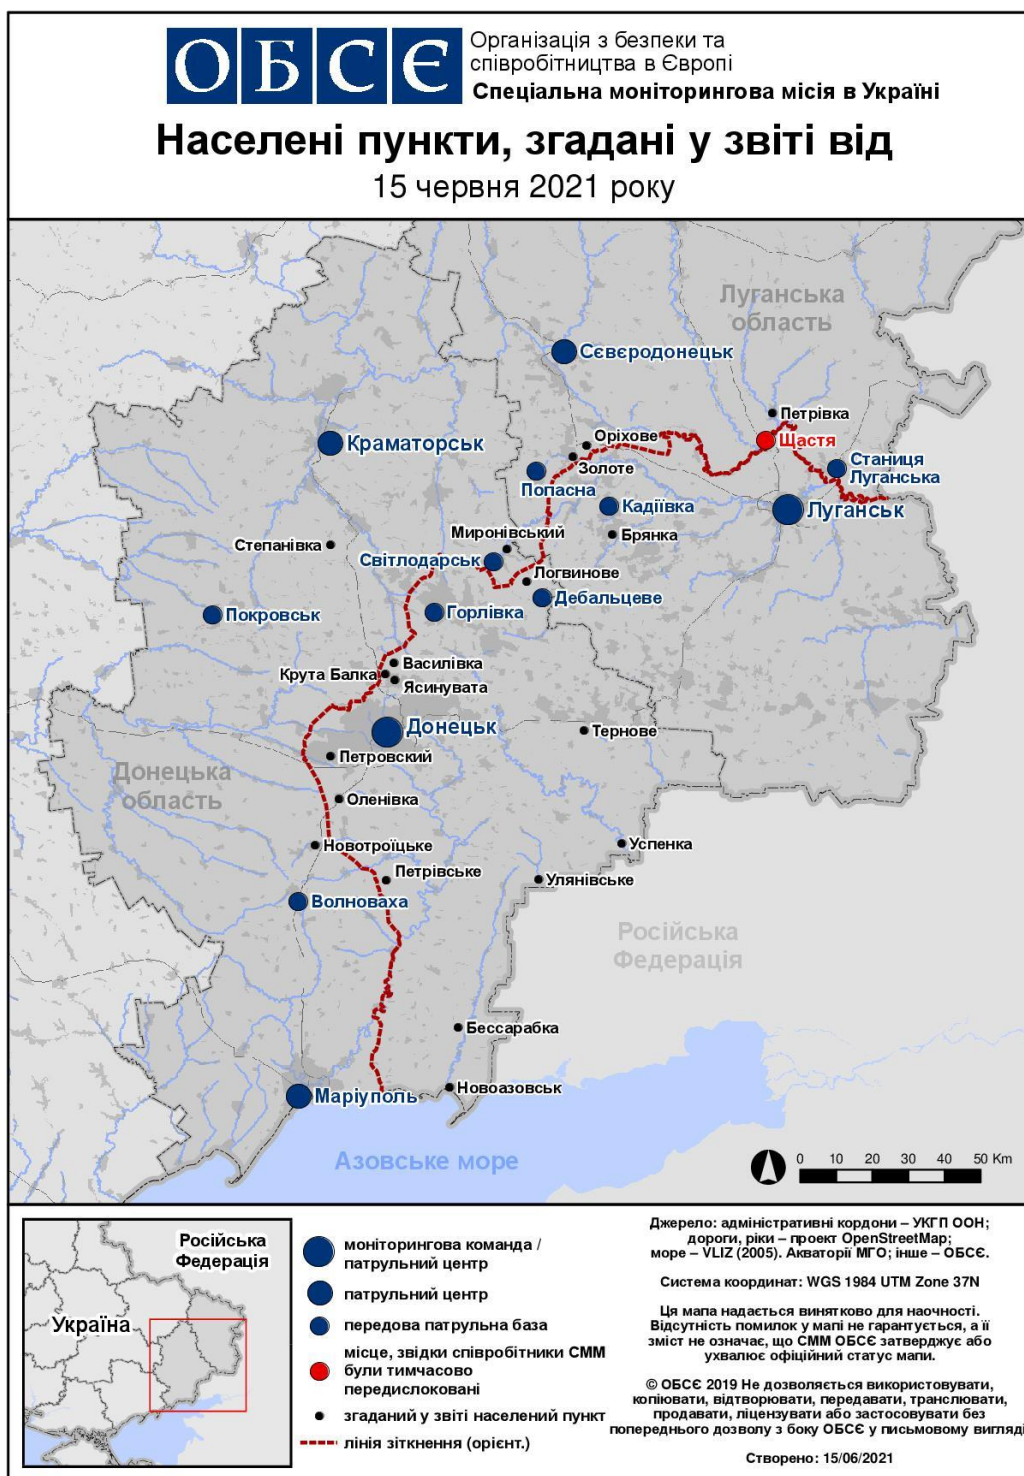 ОБСЄ
Організація з безпеки та
співробітництва в Європі
Спеціальна моніторингова місія в Україні
Населені пункти, згадані у звіті від
15 червня 2021 року
Луганська
область
Сєвєродонецьк
Петрівка
Краматорськ
Оріхове
Щастя
Золоте
Станиця
Луганська
Попасна
Кадіївка
Луганськ
Миронівський
Брянка
Степанівка
Світлодарськ
Логвинове
Дебальцеве
Покровськ
Горлівка
Василівка
Крута Балка
Ясинувата
Донецьк
Тернове
Петровский
Донецька
область
Оленівка
Новотроїцьке
Успенка
Петрівське
Улянівське
Волноваха
Російська
Федерація
Бессарабка
Новоазовськ
Маріуполь
Азовське море
0 10 20 30 40 50 Km
Російська
Федерація
Україна
моніторингова команда /
патрульний центр
патрульний центр
передова патрульна база
місце, звідки співробітники СММ
були тимчасово
передислоковані
згаданий у звіті населений пункт
лінія зіткнення (орієнт.)
Джерело: адміністративні кордони – УКГП ООН;
дороги, ріки – проект OpenStreetMap;
море – VLIZ (2005). Акваторії МГО; інше – ОБСЄ.
Система координат: WGS 1984 UTM Zone 37N
Ця мапа надається винятково для наочності.
Відсутність помилок у мапі не гарантується, а її
зміст не означає, що СММ ОБСЄ затверджує або
ухвалює офіційний статус мапи.
© ОБСЄ 2019 Не дозволяється використовувати,
копіювати, відтворювати, передавати, транслювати,
продавати, ліцензувати або застосовувати без
попереднього дозволу з боку ОБСЄ у письмовому вигляді
Створено: 15/06/2021